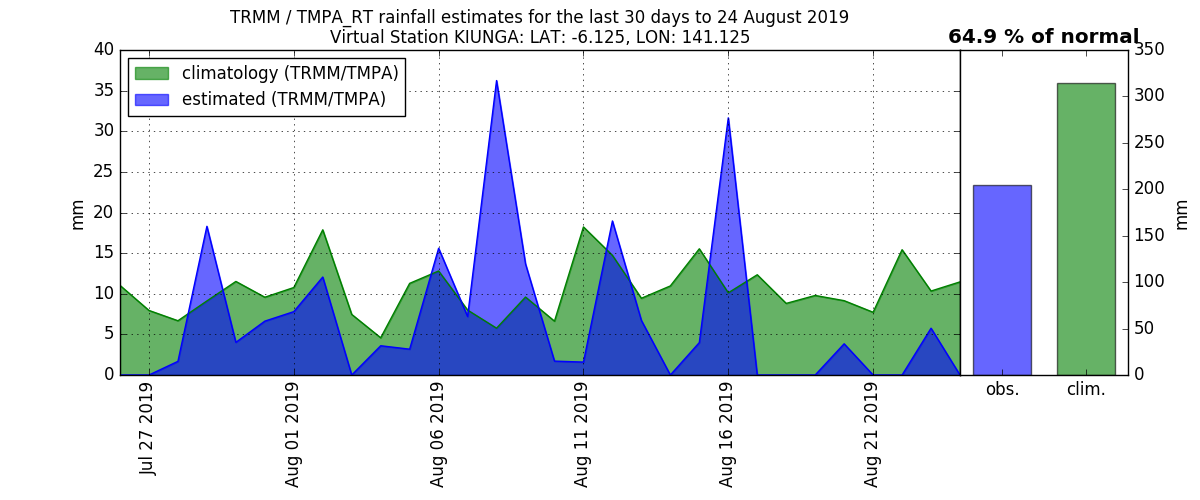 TRMM / TMPA_RT rainfall estimates for the last 30 days to 24 August 2019
Virtual Station KIUNGA: LAT: -6.125, LON: 141.125
64.9 % of normal
climatology (TRMM/TMPA)
estimated (TRMM/TMPA)
40
35
30
25
20
15
10
5
0
mm
Jul 27 2019
Aug 01 2019
Aug 06 2019
Aug 11 2019
Aug 16 2019
Aug 21 2019
350
300
250
200
150
100
50
0
mm
obs.
clim.